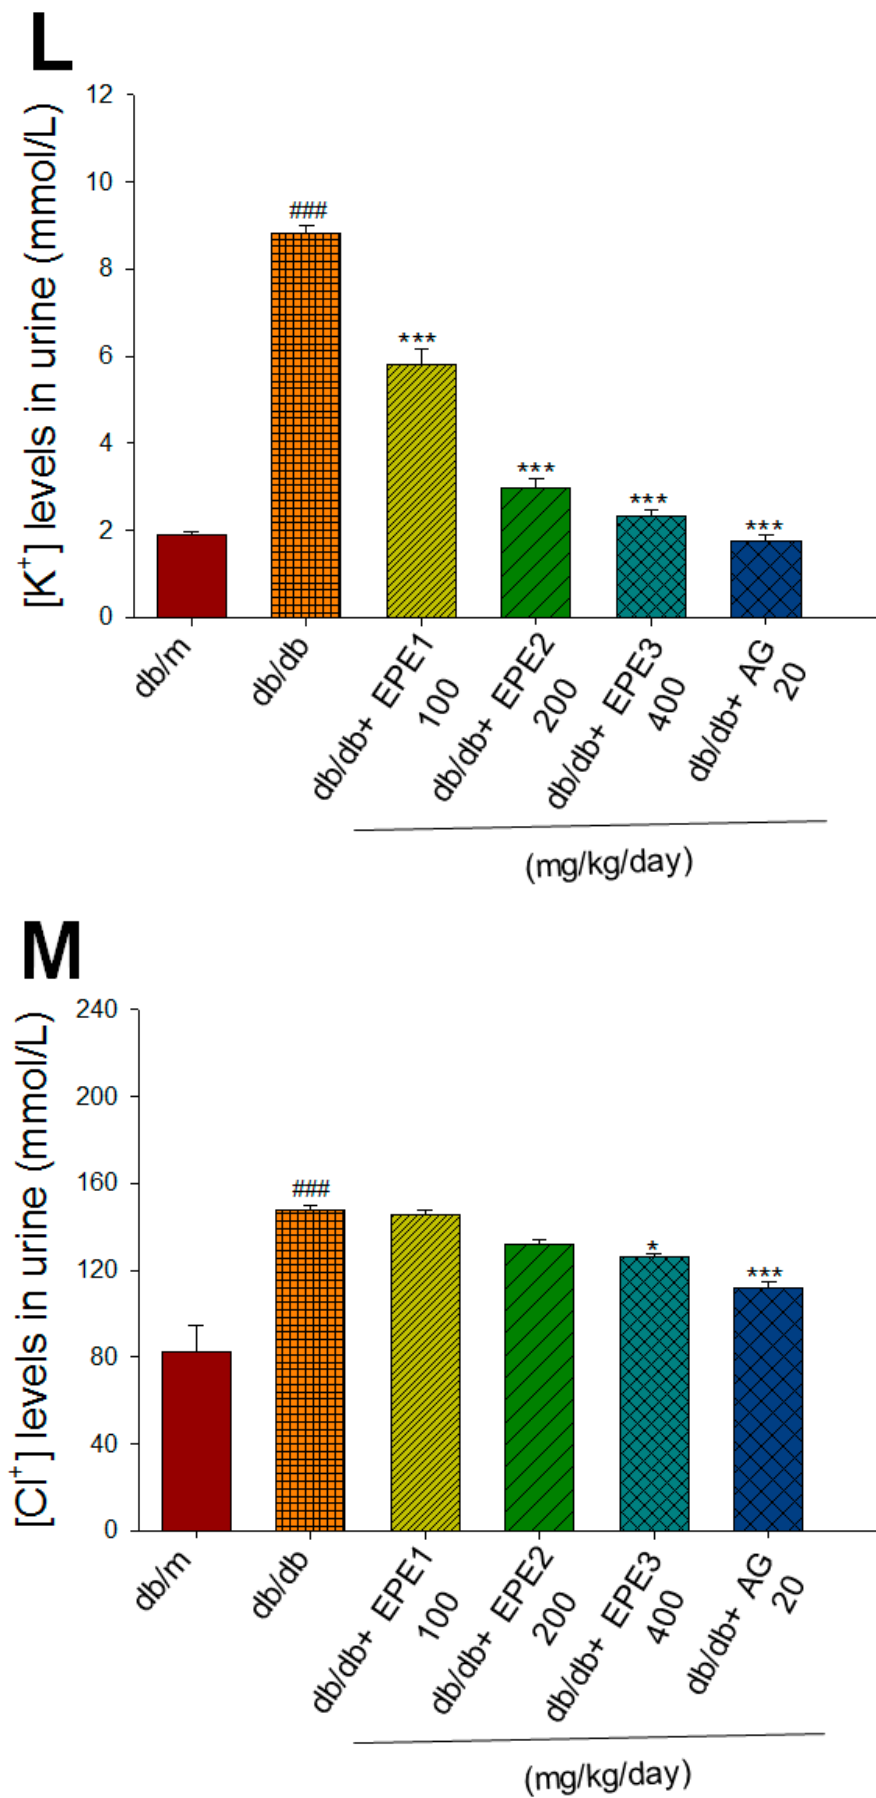 L
[K⁺] levels in urine (mmol/L)
12
10
8
6
4
2
0
###
***
***
***
***
db/m
db/db
db/db+ EPE1
100
db/db+ EPE2
200
db/db+ EPE3
400
db/db+ AG
20
(mg/kg/day)
M
[Cl⁺] levels in urine (mmol/L)
240
200
160
120
80
40
0
###
*
***
db/m
db/db
db/db+ EPE1
100
db/db+ EPE2
200
db/db+ EPE3
400
db/db+ AG
20
(mg/kg/day)